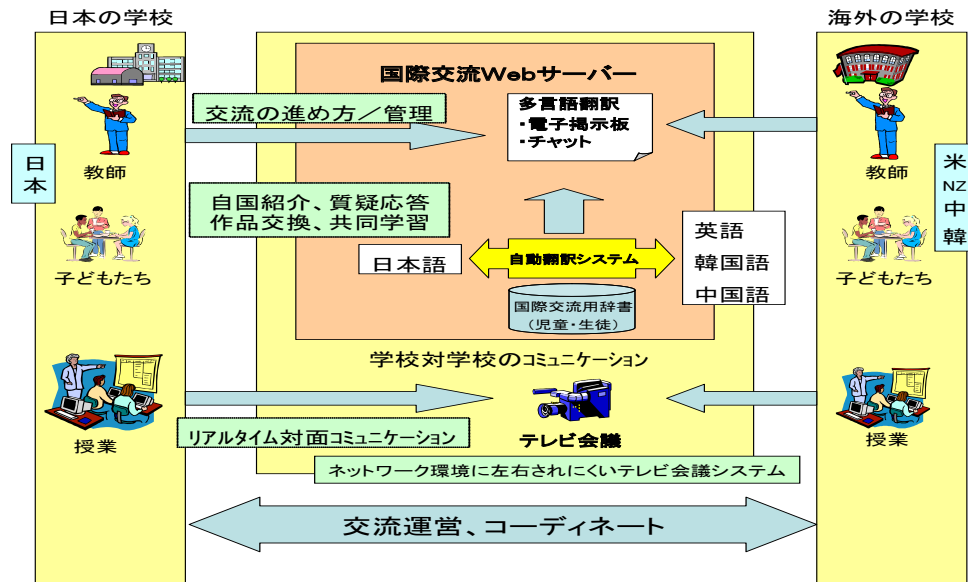 日本の学校
海外の学校
国際交流Webサーバー
多言語翻訳
・電子掲示板
・チャット
交流の進め方／管理
教師
教師
日本
米
NZ
中
韓
自国紹介、質疑応答
作品交換、共同学習
子どもたち
子どもたち
日本語
自動翻訳システム
英語
韓国語
中国語
国際交流用辞書
(児童・生徒)
学校対学校のコミュニケーション
授業
授業
リアルタイム対面コミュニケーション
テレビ会議
ネットワーク環境に左右されにくいテレビ会議システム
交流運営、コーディネート